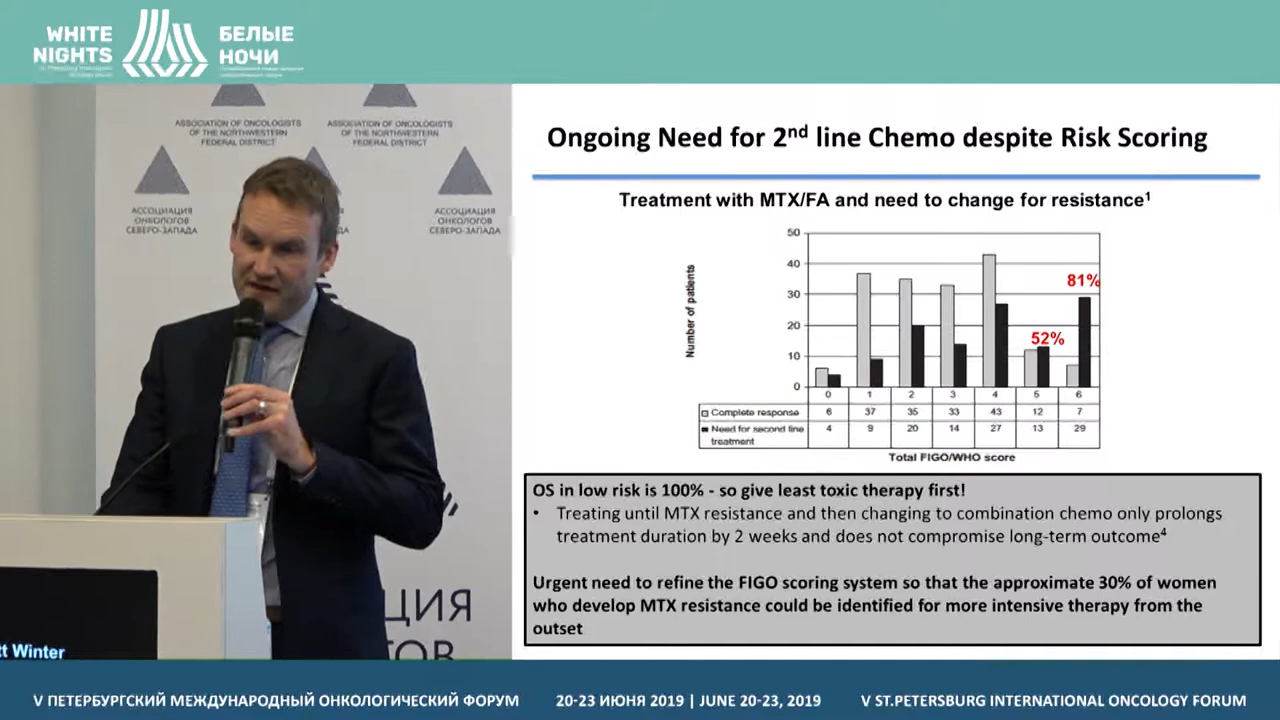 WHITE
NIGHTS
БЕЛЫЕ
НОЧИ
ASSOCIATION OF ONCOLOGISTS
OF THE NORTHWESTERN
FEDERAL DISTRICT
ASSOCIATION OF ONCOLOGISTS
OF THE NORTHWESTERN
FEDERAL DISTRICT
АССОЦИАЦИЯ
ОНКОЛОГОВ
СЕВЕРО-ЗАПАДА
АССОЦИАЦИЯ
ОНКОЛОГОВ
СЕВЕРО-ЗАПАДА
ЦИЯ
ГОВ
tt Winter
Ongoing Need for 2nd line Chemo despite Risk Scoring
Treatment with MTX/FA and need to change for resistance1
Number of patients
50
40
30
20
10
0
81%
52%
0 1 2 3 4 5 6
Complete response 6 37 35 33 43 12 7
Need for second line 4 9 20 14 27 13 29
treatment
Total FIGO/WHO score
OS in low risk is 100% - so give least toxic therapy first!
• Treating until MTX resistance and then changing to combination chemo only prolongs
treatment duration by 2 weeks and does not compromise long-term outcome4
Urgent need to refine the FIGO scoring system so that the approximate 30% of women
who develop MTX resistance could be identified for more intensive therapy from the
outset
V ПЕТЕРБУРГСКИЙ МЕЖДУНАРОДНЫЙ ОНКОЛОГИЧЕСКИЙ ФОРУМ
20-23 ИЮНЯ 2019 | JUNE 20-23, 2019
V ST.PETERSBURG INTERNATIONAL ONCOLOGY FORUM